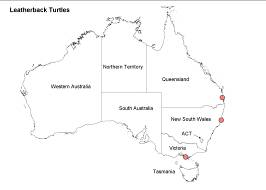 Leatherback Turtles
Northern Territory
Queensland
Western Australia
South Australia
New South Wales
ACT
Victoria
Tasmania